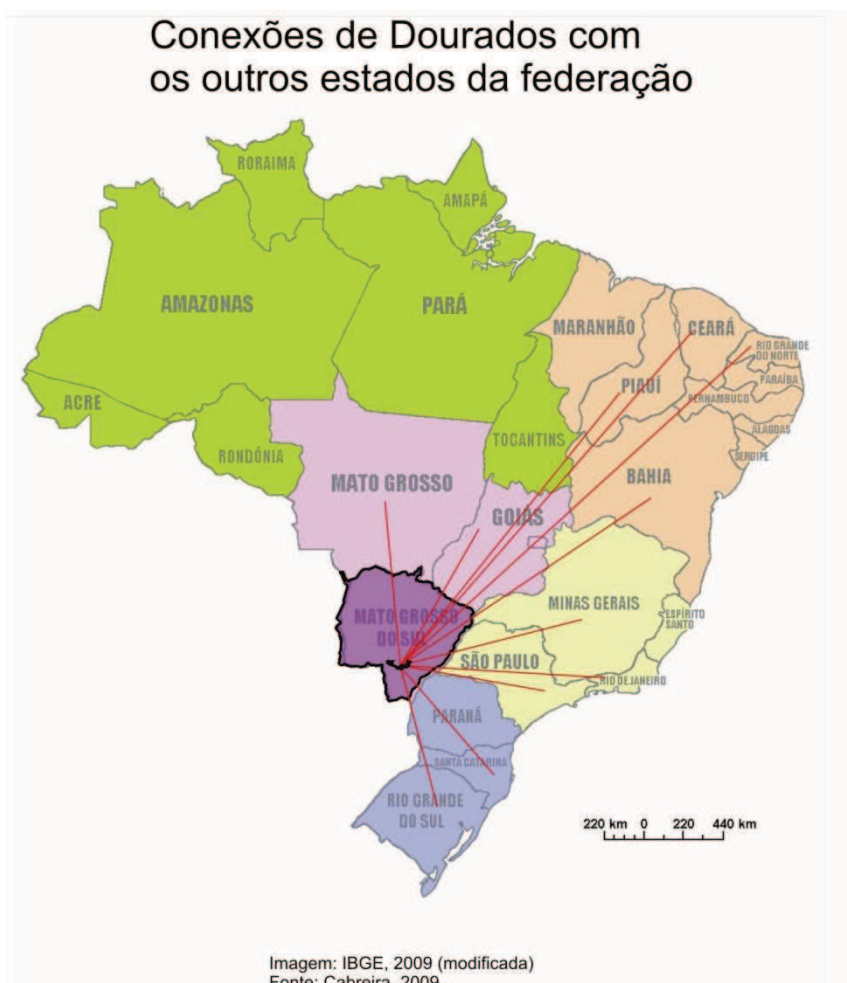 Conexões de Dourados com
os outros estados da federação
RORAIMA
AMAPÁ
AMAZONAS
PARÁ
MARANHÃO
CEARÁ
RIO GRANDE
DO NORTE
PARAÍBA
PIAUÍ
PERNAMBUCO
ACRE
ALAGOAS
TOCANTINS
SERGIPE
RONDÔNIA
BAHIA
MATO GROSSO
GOIÁS
MINAS GERAIS
ESPÍRITO
SANTO
MATO GROSSO
DO SUL
SÃO PAULO
RIO DE JANEIRO
PARANÁ
SANTA CATARINA
RIO GRANDE
DO SUL
220 km 0 220 440 km
Imagem: IBGE, 2009 (modificada)
Fonte: Cabreira, 2009